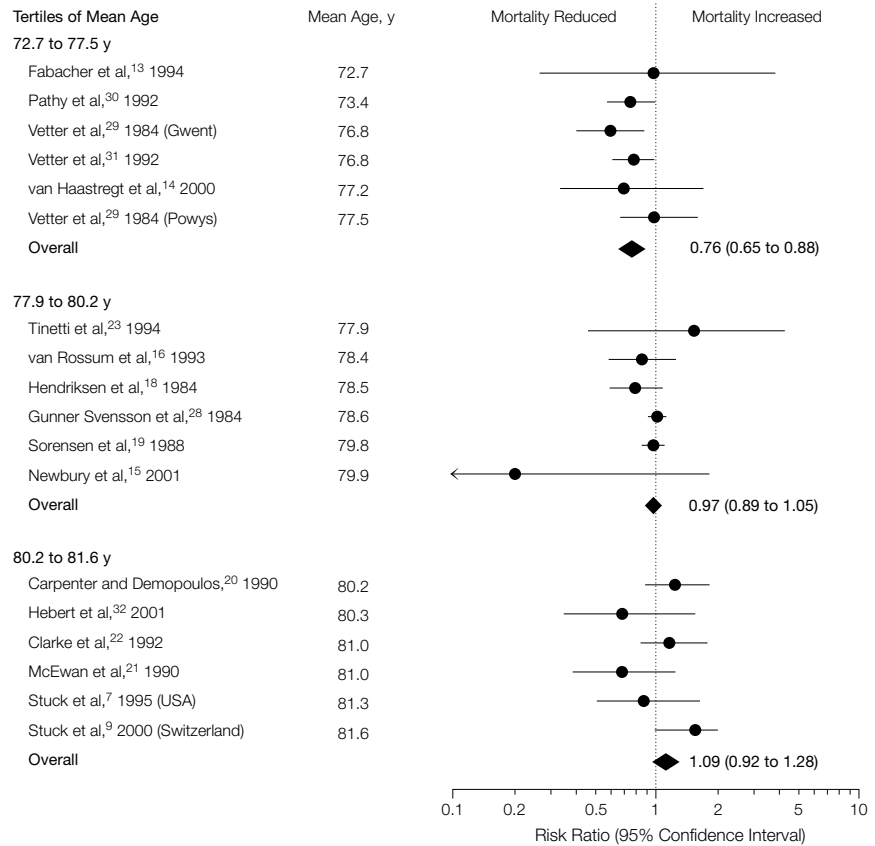 Tertiles of Mean Age Mean Age, y Mortality Reduced Mortality Increased
72.7 to 77.5 y
Fabacher et al,13 1994 72.7
Pathy et al,30 1992 73.4
Vetter et al,29 1984 (Gwent) 76.8
Vetter et al,31 1992 76.8
van Haastregt et al,14 2000 77.2
Vetter et al,29 1984 (Powys) 77.5
Overall 0.76 (0.65 to 0.88)
77.9 to 80.2 y
Tinetti et al,23 1994 77.9
van Rossum et al,16 1993 78.4
Hendriksen et al,18 1984 78.5
Gunner Svensson et al,28 1984 78.6
Sorensen et al,19 1988 79.8
Newbury et al,15 2001 79.9
Overall 0.97 (0.89 to 1.05)
80.2 to 81.6 y
Carpenter and Demopoulos,20 1990 80.2
Hebert et al,32 2001 80.3
Clarke et al,22 1992 81.0
McEwan et al,21 1990 81.0
Stuck et al,7 1995 (USA) 81.3
Stuck et al,9 2000 (Switzerland) 81.6
Overall 1.09 (0.92 to 1.28)
0.1 0.2 0.5 1 2 5 10
Risk Ratio (95% Confidence Interval)